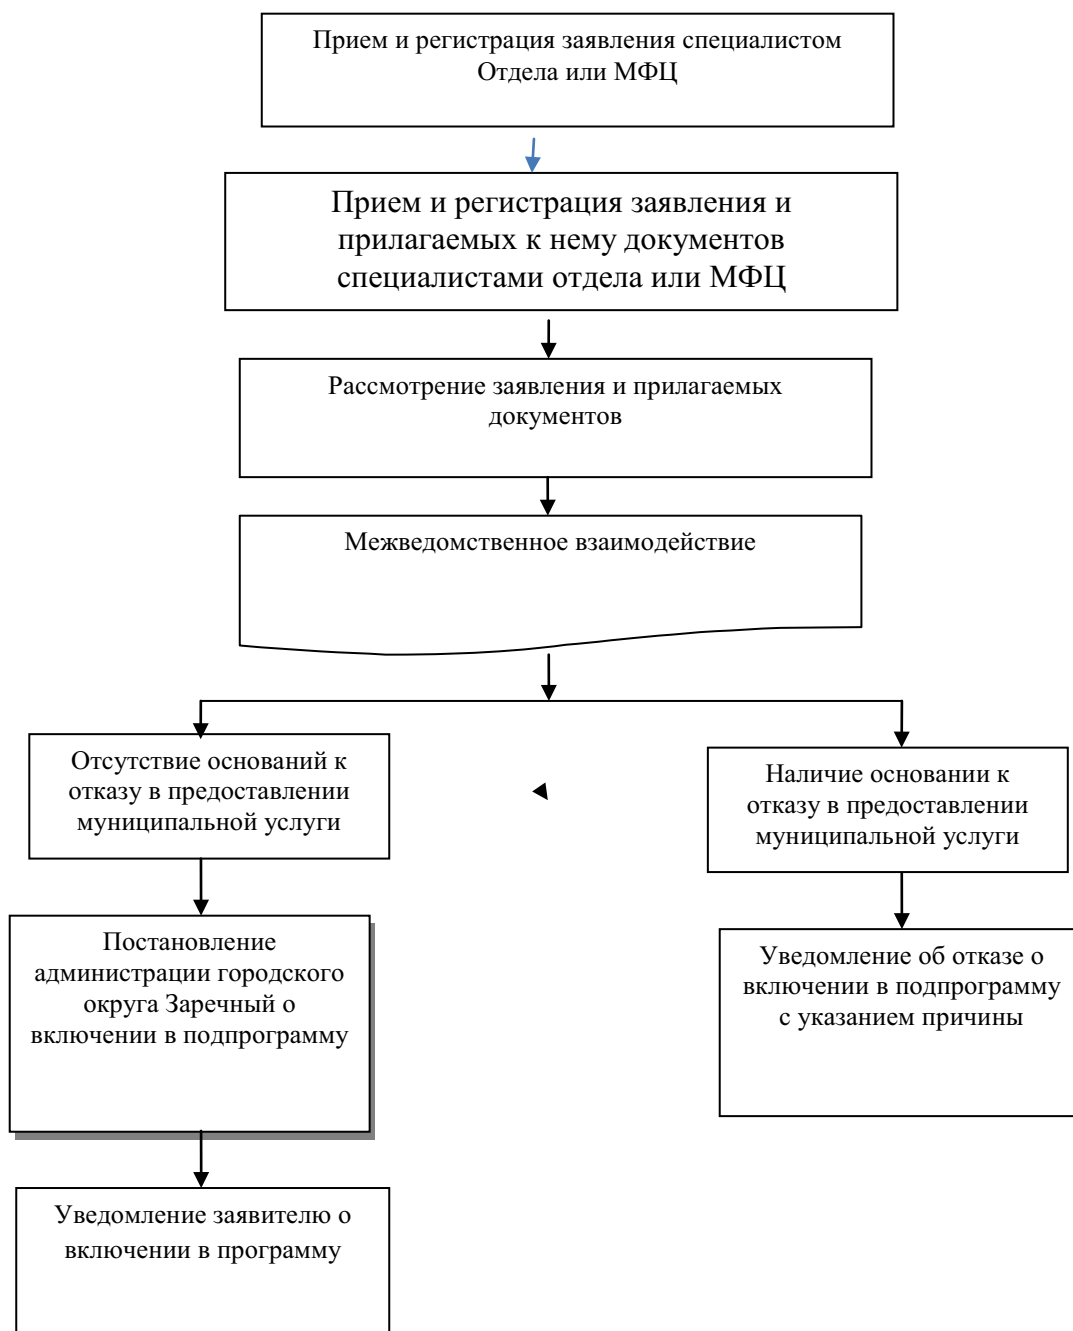 Прием и регистрация заявления специалистом
Отдела или МФЦ
Прием и регистрация заявления и
прилагаемых к нему документов
специалистами отдела или МФЦ
Рассмотрение заявления и прилагаемых
документов
Межведомственное взаимодействие
Отсутствие оснований к
отказу в предоставлении
муниципальной услуги
Наличие основании к
отказу в предоставлении
муниципальной услуги
Постановление
администрации городского
округа Заречный о
включении в подпрограмму
Уведомление об отказе о
включении в подпрограмму
с указанием причины
Уведомление заявителю о
включении в программу